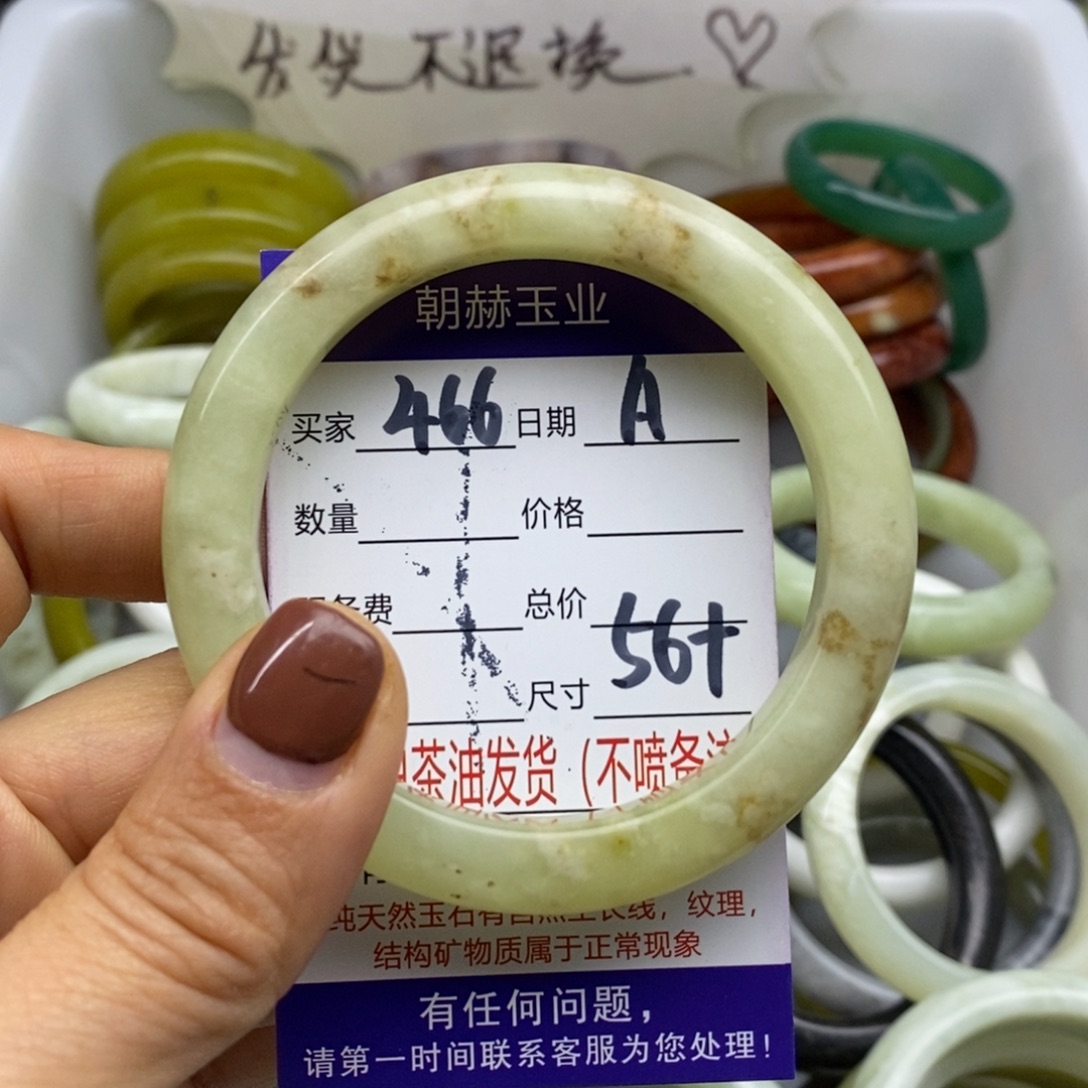 不退换
朝赫玉业
买家 466 日期 A
数量 价格
费 总价 56+
尺寸
茶油发货（不喷
纯天然玉石有自然生长线，纹理，
结构矿物质属于正常现象
有任何问题，
请第一时间联系客服为您处理！